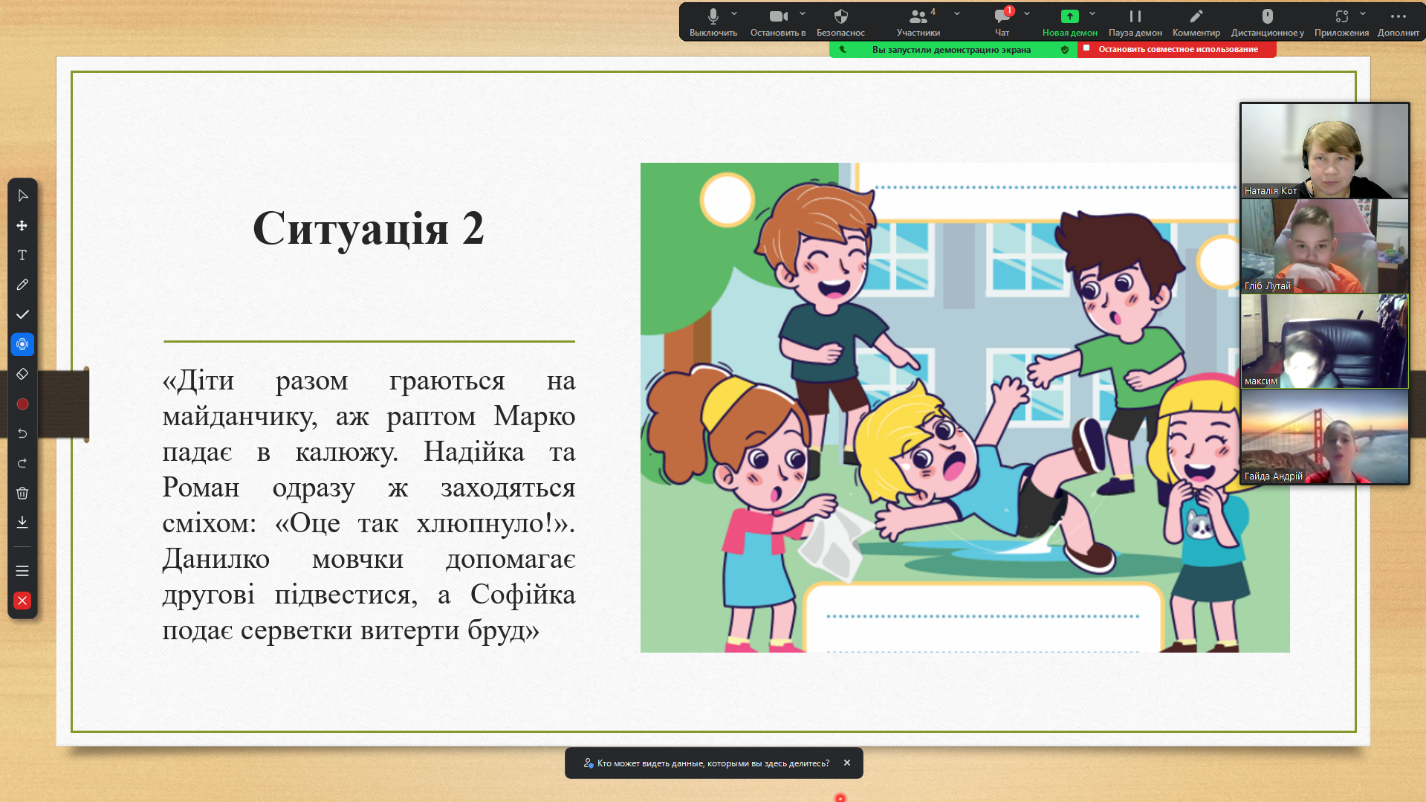 Выключить
Остановить в
Безопаснос
4
Участники
1
Чат
Новая демон
Пауза демон
Комментир
Дистанционное у
Приложения
Дополнит
Вы запустили демонстрацию экрана
Остановить совместное использование
Ситуація 2
«Діти разом граються на
майданчику, аж раптом Марко
падає в калюжу. Надійка та
Роман одразу ж заходяться
сміхом: «Оце так хлюпнуло!».
Данилко мовчки допомагає
другові підвестися, а Софійка
подає серветки витерти бруд»
Наталія Кот
Гліб Лутай
максим
Гайда Андрій
Кто может видеть данные, которыми вы здесь делитесь?